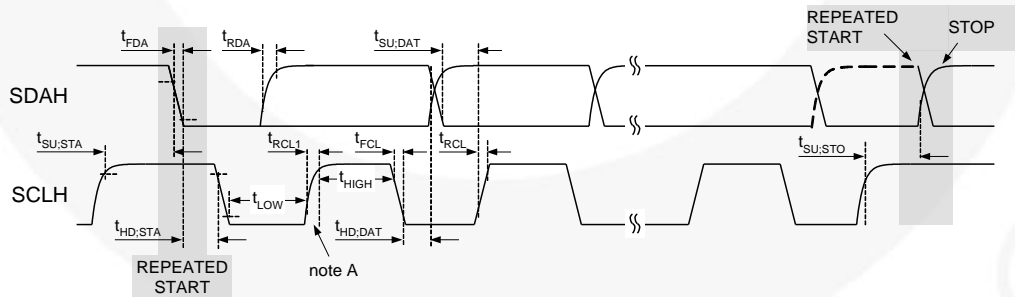 REPEATED
START
STOP
tFDA
tRDA
tSU;DAT
SDAH
tSU;STA
tRCL1
tFCL
tRCL
tSU;STO
tHIGH
SCLH
tLOW
tHD;STA
tHD;DAT
REPEATED
START
note A